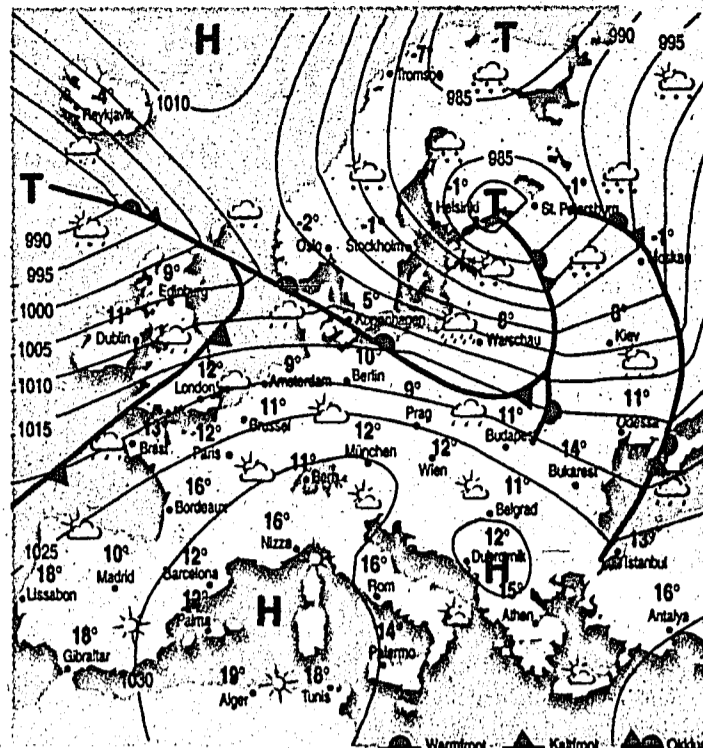 H
T
990
995
-7°
Tromsoe
985
-4°
Reykjavik
1010
985
-1°
-1°
T
Helsinki
T
St. Petersburg
-2°
-1°
Oslo
Stockholm
-1°
Moskau
990
995
9°
Edinburg
1000
11°
5°
Kopenhagen
8°
8°
Dublin
1005
Warschau
Kiev
12°
9°
10°
1010
London
Amsterdam
Berlin
9°
11°
1015
11°
Prag
11°
Odessa
13°
Brest
12°
Brüssel
12°
12°
Budapest
14°
Paris
München
Wien
Bukarest
16°
11°
Bern
11°
Bordeaux
Belgrad
16°
12°
13°
1025
10°
Nizza
Dubrovnik
Istanbul
18°
Madrid
12°
16°
H
Lissabon
Barcelona
Rom
15°
16°
Palma
H
Athen
Antalya
18°
14
Gibraltar
Palermo
1030
19°
18°
Alger
Tunis
Warmfront
Kaltfront